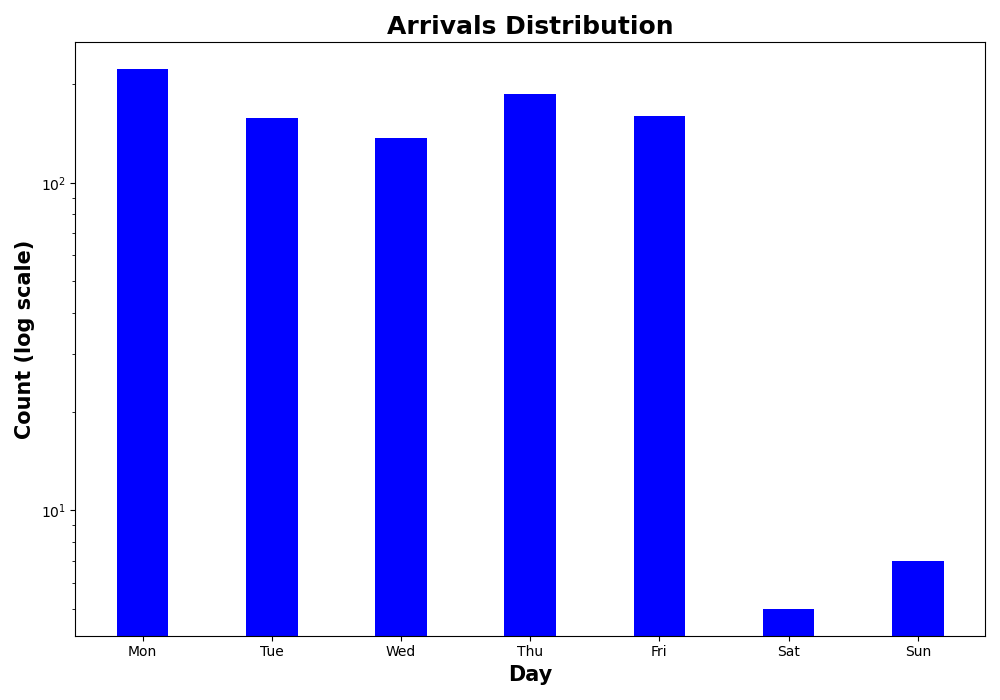 Arrivals Distribution
Count (log scale)
10²
10¹
Mon Tue Wed Thu Fri Sat Sun
Day